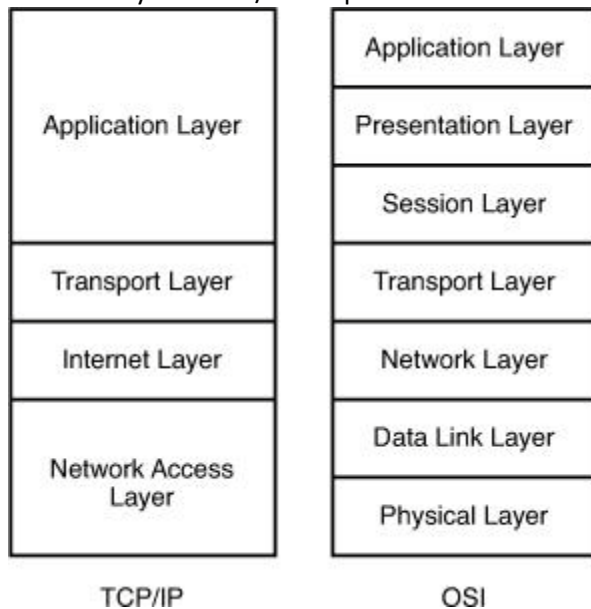 Application Layer
Transport Layer
Internet Layer
Network Access
Layer
TCP/IP
Application Layer
Presentation Layer
Session Layer
Transport Layer
Network Layer
Data Link Layer
Physical Layer
OSI